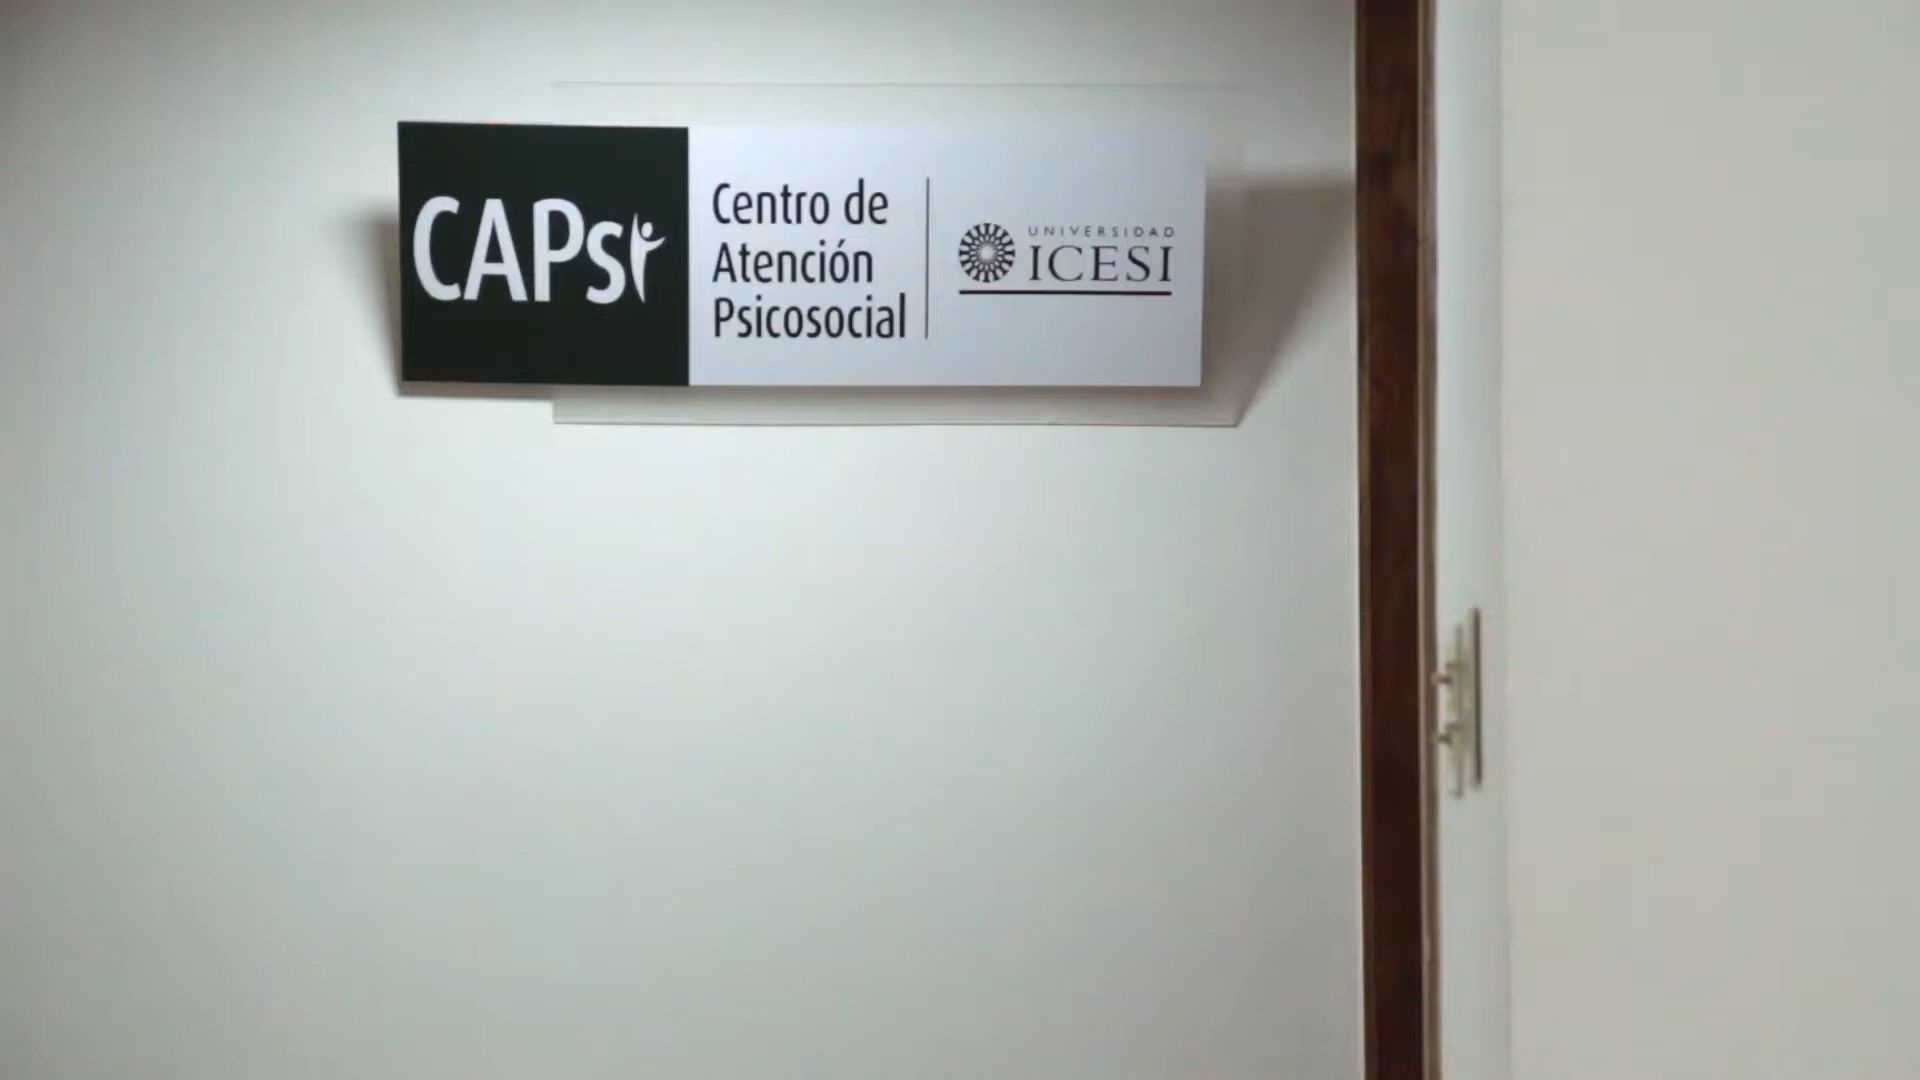 CAPsi
Centro de
Atención
Psicosocial
UNIVERSIDAD
ICESI